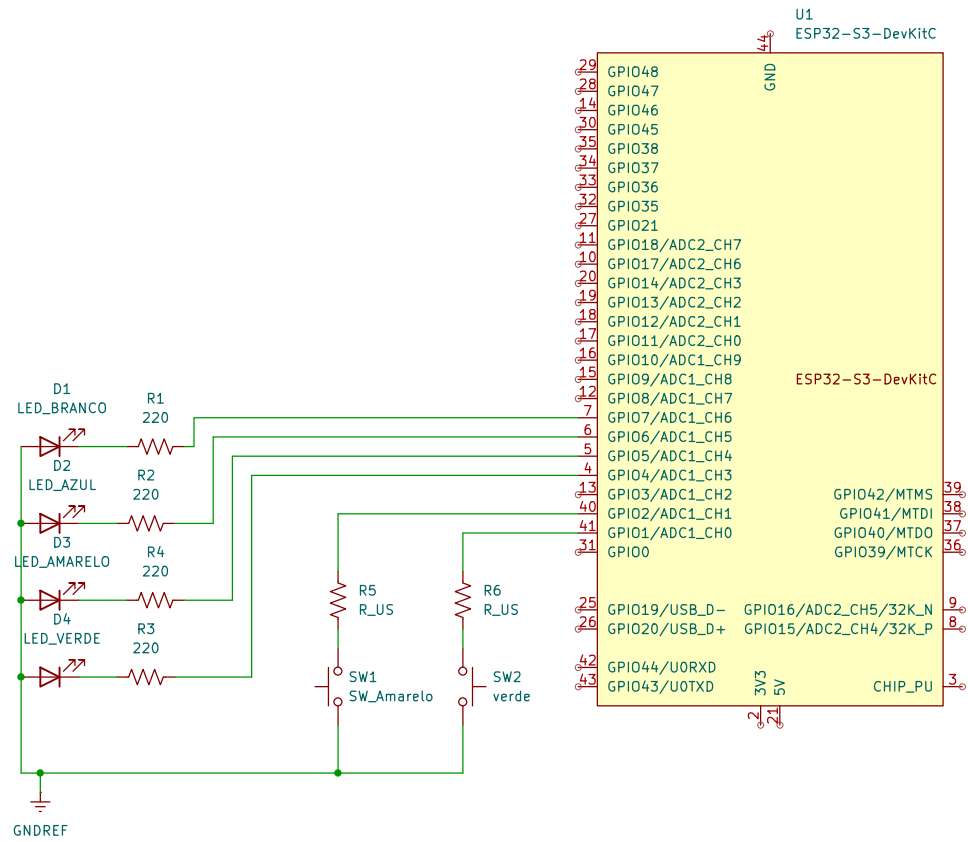 U1
ESP32-S3-DevKitC
44
GND
29 GPIO48
28 GPIO47
14 GPIO46
30 GPIO45
35 GPIO38
34 GPIO37
33 GPIO36
32 GPIO35
27 GPIO21
11 GPIO18/ADC2_CH7
10 GPIO17/ADC2_CH6
20 GPIO14/ADC2_CH3
19 GPIO13/ADC2_CH2
18 GPIO12/ADC2_CH1
17 GPIO11/ADC2_CH0
16 GPIO10/ADC1_CH9
15 GPIO9/ADC1_CH8
ESP32-S3-DevKitC
12 GPIO8/ADC1_CH7
7 GPIO7/ADC1_CH6
6 GPIO6/ADC1_CH5
5 GPIO5/ADC1_CH4
4 GPIO4/ADC1_CH3
13 GPIO3/ADC1_CH2
40 GPIO2/ADC1_CH1
41 GPIO1/ADC1_CH0
31 GPIO0
GPIO42/MTMS 39
GPIO41/MTDI 38
GPIO40/MTDO 37
GPIO39/MTCK 36
25 GPIO19/USB_D-
26 GPIO20/USB_D+
GPIO16/ADC2_CH5/32K_N 9
GPIO15/ADC2_CH4/32K_P 8
42 GPIO44/U0RXD
43 GPIO43/U0TXD
3V3
5V
CHIP_PU 3
2
21
D1
LED_BRANCO
R1
220
D2
LED_AZUL
R2
220
D3
LED_AMARELO
R4
220
D4
LED_VERDE
R3
220
R5
R_US
R6
R_US
SW1
SW_Amarelo
SW2
verde
GNDREF